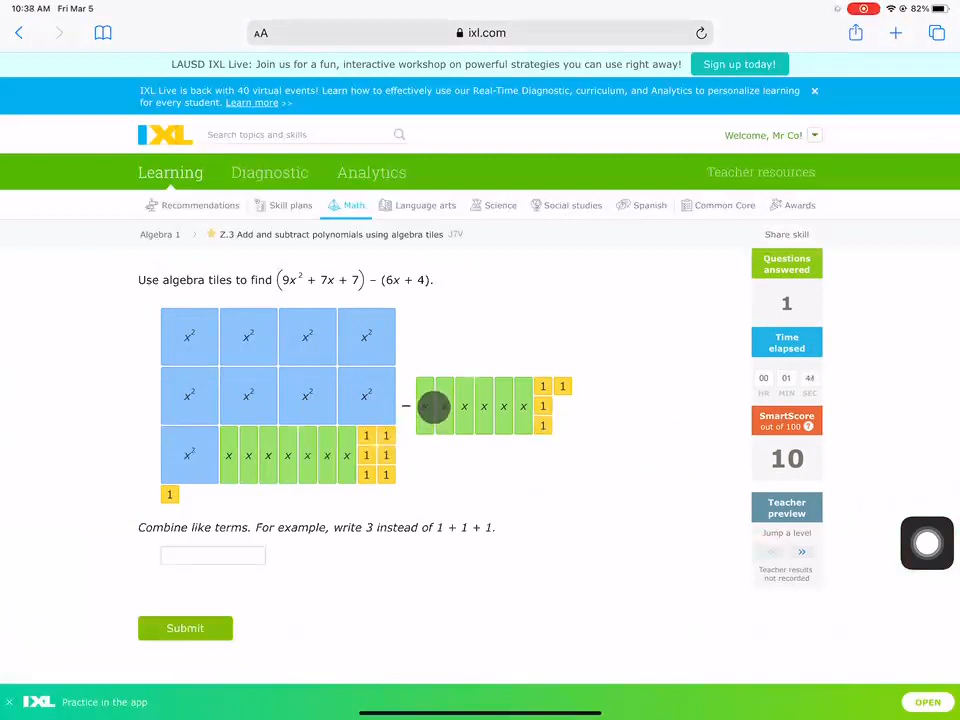 10:38 AM Fri Mar 5
82%
AA
ixl.com
LAUSD IXL Live: Join us for a fun, interactive workshop on powerful strategies you can use right away!
Sign up today!
IXL Live is back with 40 virtual events! Learn how to effectively use our Real-Time Diagnostic, curriculum, and Analytics to personalize learning
for every student. Learn more >>
IXL
Search topics and skills
Welcome, Mr Co!
Learning Diagnostic Analytics
Teacher resources
Recommendations Skill plans Math Language arts Science Social studies Spanish Common Core Awards
Algebra 1 > Z.3 Add and subtract polynomials using algebra tiles J7V
Share skill
Use algebra tiles to find (9x² + 7x + 7) – (6x + 4).
x² x² x² x²
x² x² x² x²
x² x x x x x x x 1 1
1 1
1 1
1
–
x x x x x x 1 1
1
1
Combine like terms. For example, write 3 instead of 1 + 1 + 1.
Submit
Questions
answered
1
Time
elapsed
00 01 44
HR MIN SEC
SmartScore
out of 100 ?
10
Teacher
preview
Jump a level
<< >>
Teacher results
not recorded
IXL Practice in the app
OPEN